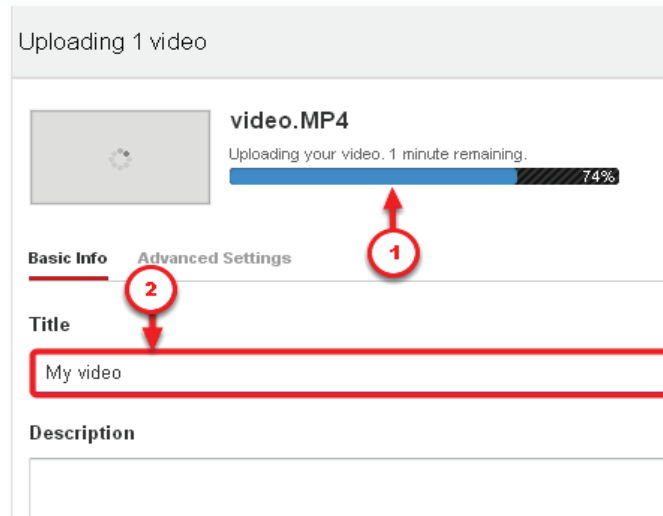 Uploading 1 video
video.MP4
Uploading your video. 1 minute remaining.
74%
1
Basic Info Advanced Settings
2
Title
My video
Description